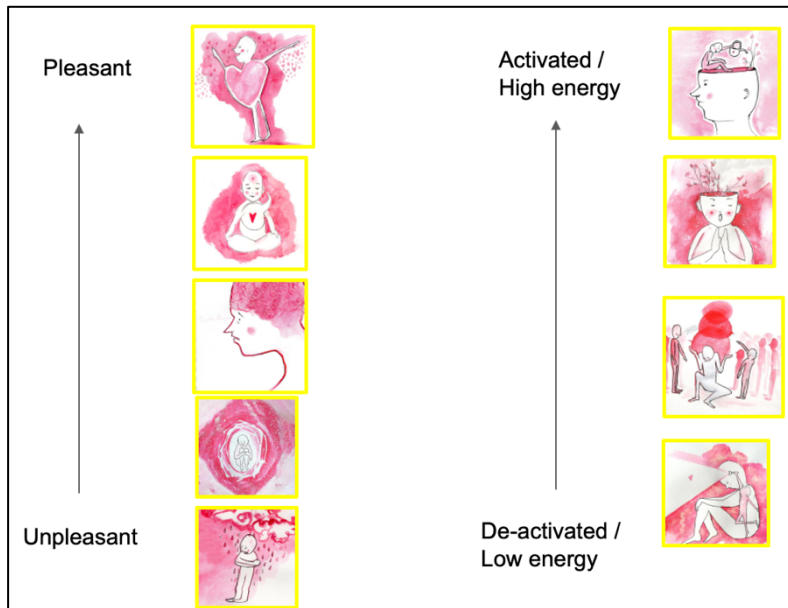 Pleasant
Unpleasant
Activated /
High energy
De-activated /
Low energy